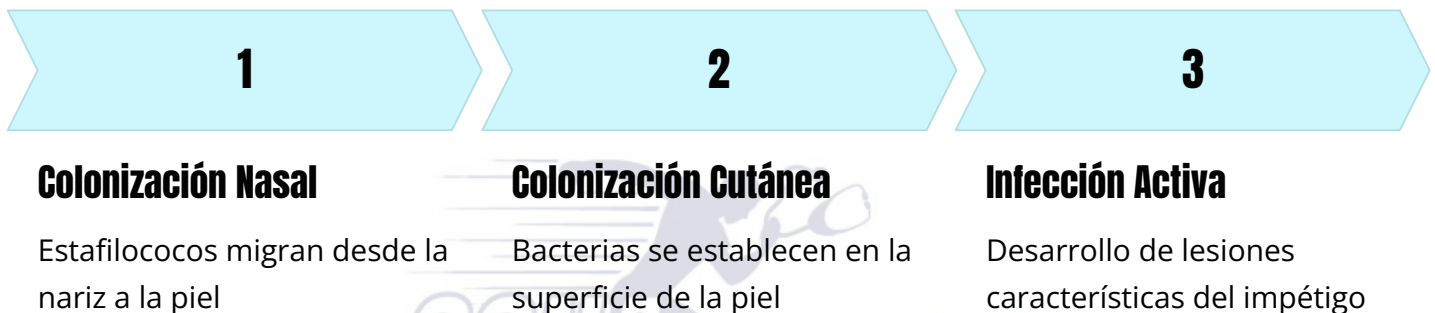 1
2
3
Colonización Nasal
Estafilococos migran desde la
nariz a la piel
Colonización Cutánea
Bacterias se establecen en la
superficie de la piel
Infección Activa
Desarrollo de lesiones
características del impétigo